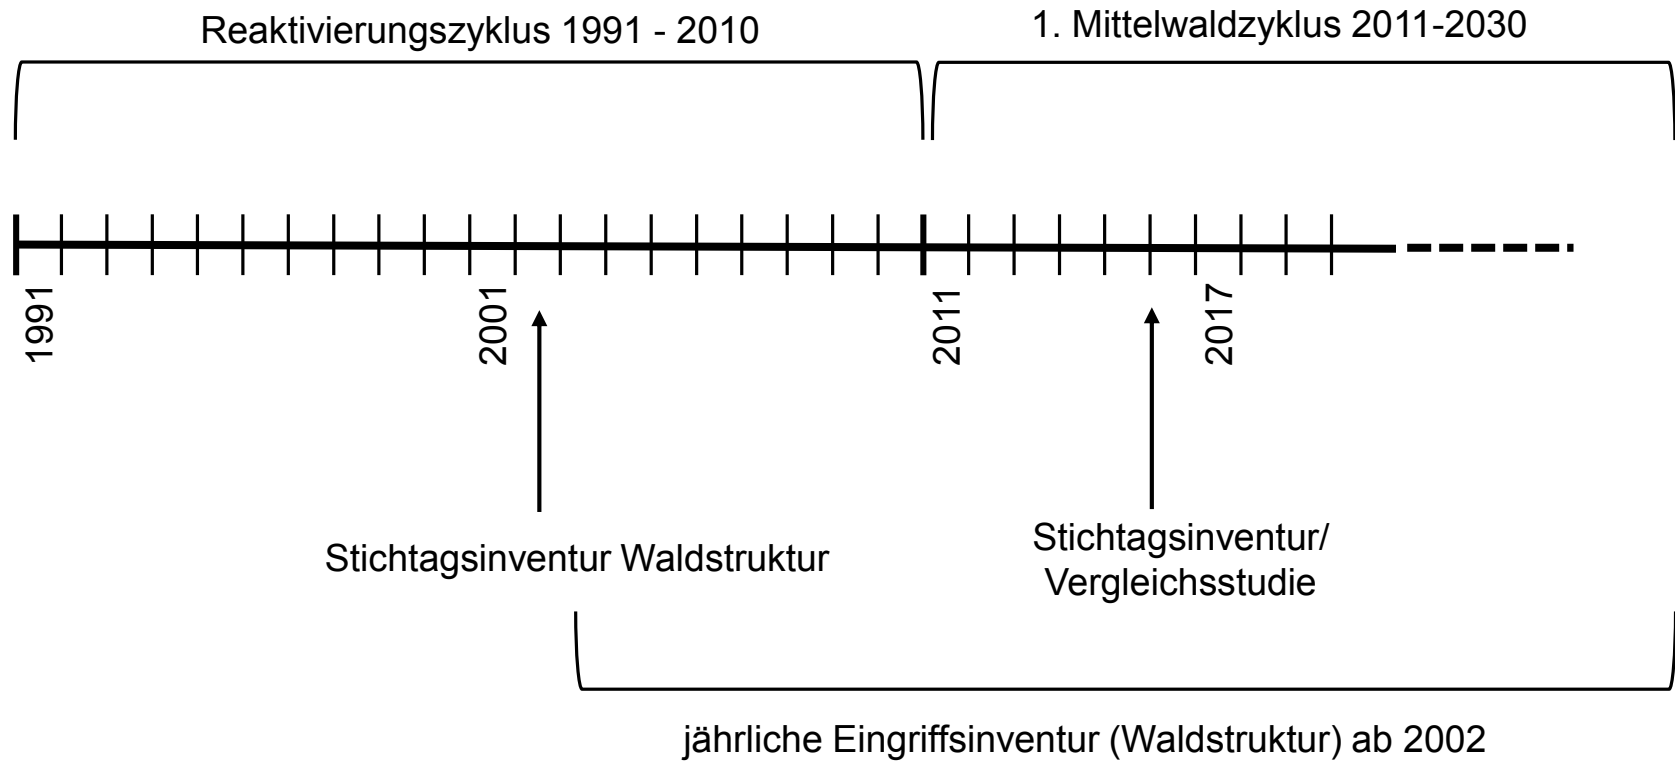 Reaktivierungszyklus 1991 - 2010
1. Mittelwaldzyklus 2011-2030
1991
2001
2011
2017
Stichtagsinventur Waldstruktur
Stichtagsinventur/
Vergleichsstudie
jährliche Eingriffsinventur (Waldstruktur) ab 2002